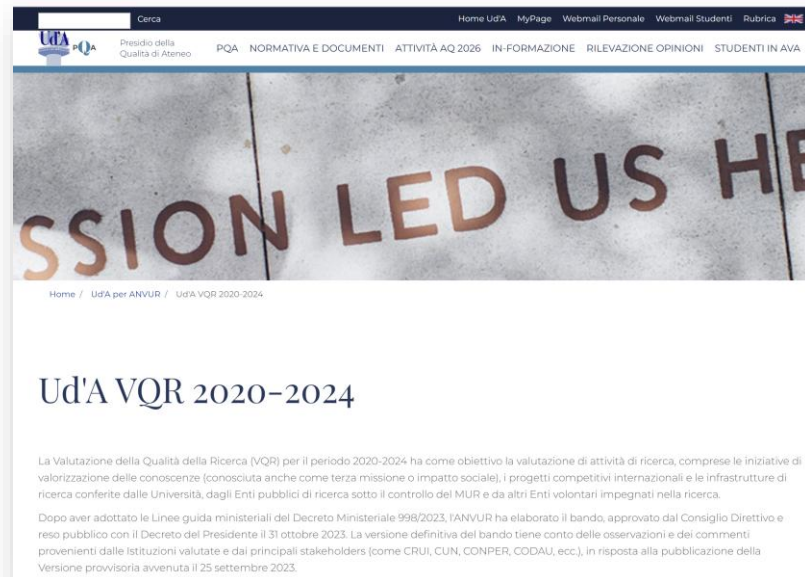 Cerca Home Ud'A MyPage Webmail Personale Webmail Studenti Rubrica
Ud'A PQA Presidio della Qualità di Ateneo PQA NORMATIVA E DOCUMENTI ATTIVITÀ AQ 2026 IN-FORMAZIONE RILEVAZIONE OPINIONI STUDENTI IN AVA
SSION LED US HE
Home / Ud'A per ANVUR / Ud'A VQR 2020-2024
Ud'A VQR 2020-2024
La Valutazione della Qualità della Ricerca (VQR) per il periodo 2020-2024 ha come obiettivo la valutazione di attività di ricerca, comprese le iniziative di
valorizzazione delle conoscenze (conosciuta anche come terza missione o impatto sociale), i progetti competitivi internazionali e le infrastrutture di
ricerca conferite dalle Università, dagli Enti pubblici di ricerca sotto il controllo del MUR e da altri Enti volontari impegnati nella ricerca.
Dopo aver adottato le Linee guida ministeriali del Decreto Ministeriale 998/2023, l'ANVUR ha elaborato il bando, approvato dal Consiglio Direttivo e
reso pubblico con il Decreto del Presidente il 31 ottobre 2023. La versione definitiva del bando tiene conto delle osservazioni e dei commenti
provenienti dalle Istituzioni valutate e dai principali stakeholders (come CRUI, CUN, CONPER, CODAU, ecc.), in risposta alla pubblicazione della
Versione provvisoria avvenuta il 25 settembre 2023.